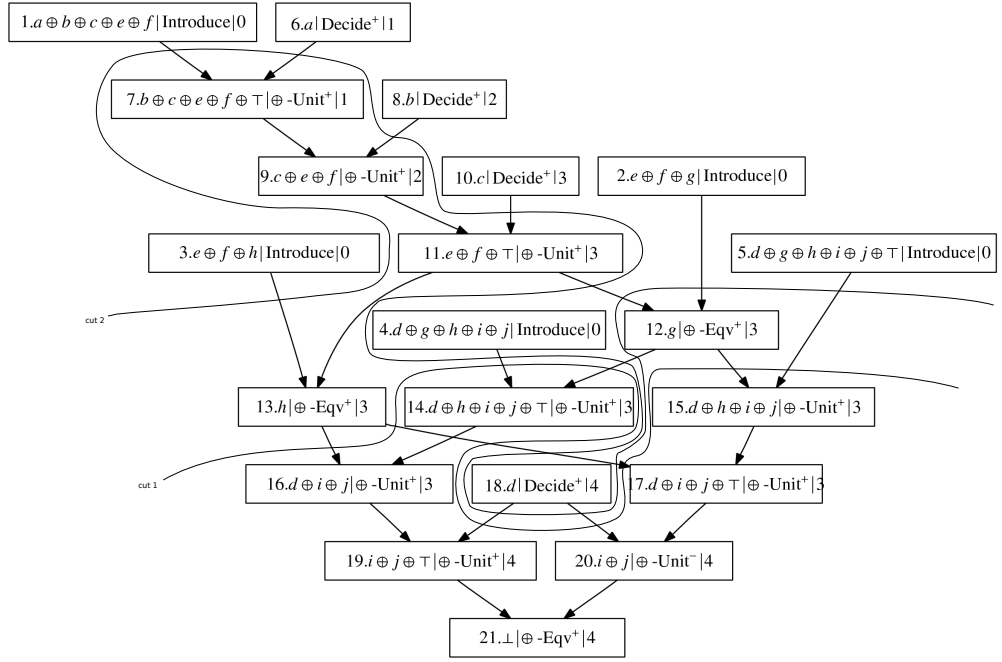 1.a ⊕ b ⊕ c ⊕ e ⊕ f| Introduce|0
6.a|Decide⁺|1
7.b ⊕ c ⊕ e ⊕ f ⊕ ⊤|⊕ -Unit⁺|1
8.b|Decide⁺|2
9.c ⊕ e ⊕ f|⊕ -Unit⁺|2
10.c|Decide⁺|3
2.e ⊕ f ⊕ g|Introduce|0
3.e ⊕ f ⊕ h|Introduce|0
11.e ⊕ f ⊕ ⊤|⊕ -Unit⁺|3
5.d ⊕ g ⊕ h ⊕ i ⊕ j ⊕ ⊤|Introduce|0
cut 2
4.d ⊕ g ⊕ h ⊕ i ⊕ j|Introduce|0
12.g|⊕ -Eqv⁺|3
13.h|⊕ -Eqv⁺|3
14.d ⊕ h ⊕ i ⊕ j ⊕ ⊤|⊕ -Unit⁺|3
15.d ⊕ h ⊕ i ⊕ j|⊕ -Unit⁺|3
cut 1
16.d ⊕ i ⊕ j|⊕ -Unit⁺|3
18.d|Decide⁺|4
17.d ⊕ i ⊕ j ⊕ ⊤|⊕ -Unit⁺|3
19.i ⊕ j ⊕ ⊤|⊕ -Unit⁺|4
20.i ⊕ j|⊕ -Unit⁻|4
21.⊥|⊕ -Eqv⁺|4